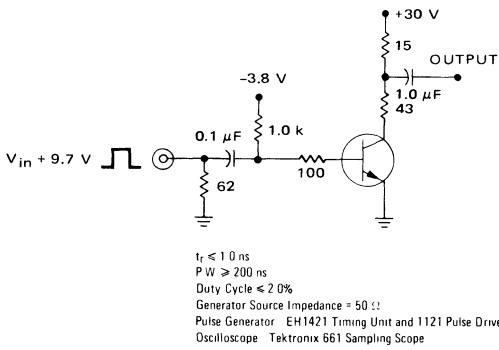 +30 V
15
OUTPUT
–3.8 V
1.0 μF
43
0.1 μF
1.0 k
Vin + 9.7 V
62
100
tr ≤ 1 0 ns
P W ≥ 200 ns
Duty Cycle ≤ 2 0%
Generator Source Impedance = 50 Ω
Pulse Generator EH1421 Timing Unit and 1121 Pulse Drive
Oscilloscope Tektronix 661 Sampling Scope